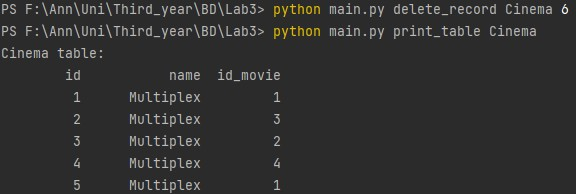 PS F:\Ann\Uni\Third_year\BD\Lab3> python main.py delete_record Cinema 6
PS F:\Ann\Uni\Third_year\BD\Lab3> python main.py print_table Cinema
Cinema table:
id name id_movie
1 Multiplex 1
2 Multiplex 3
3 Multiplex 2
4 Multiplex 4
5 Multiplex 1